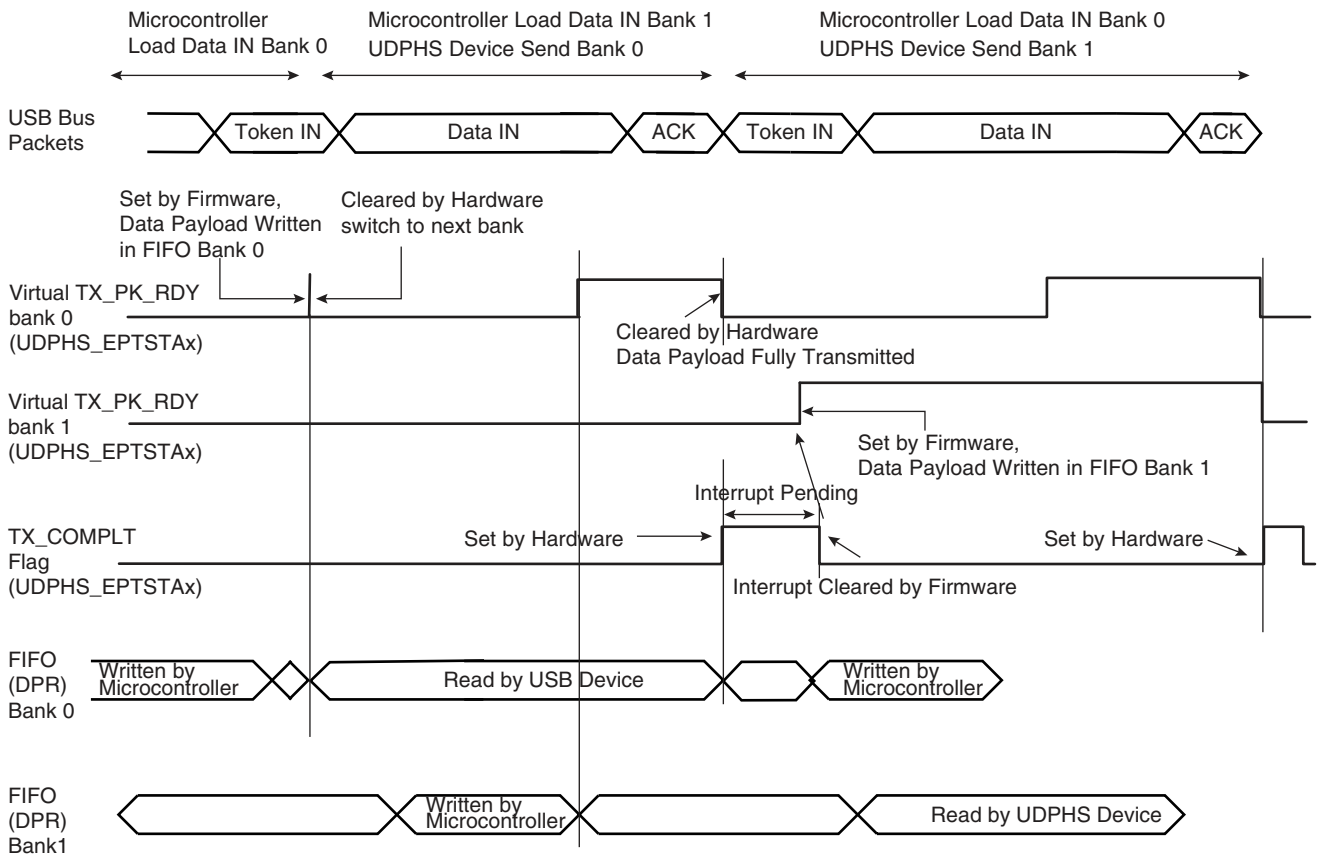 Microcontroller
Load Data IN Bank 0
Microcontroller Load Data IN Bank 1
UDPHS Device Send Bank 0
Microcontroller Load Data IN Bank 0
UDPHS Device Send Bank 1
USB Bus
Packets
Token IN
Data IN
ACK
Token IN
Data IN
ACK
Set by Firmware,
Data Payload Written
in FIFO Bank 0
Cleared by Hardware
switch to next bank
Virtual TX_PK_RDY
bank 0
(UDPHS_EPTSTAx)
Cleared by Hardware
Data Payload Fully Transmitted
Virtual TX_PK_RDY
bank 1
(UDPHS_EPTSTAx)
Set by Firmware,
Data Payload Written in FIFO Bank 1
Interrupt Pending
TX_COMPLT
Flag
(UDPHS_EPTSTAx)
Set by Hardware
Set by Hardware
Interrupt Cleared by Firmware
FIFO
(DPR)
Bank 0
Written by
Microcontroller
Read by USB Device
Written by
Microcontroller
FIFO
(DPR)
Bank1
Written by
Microcontroller
Read by UDPHS Device